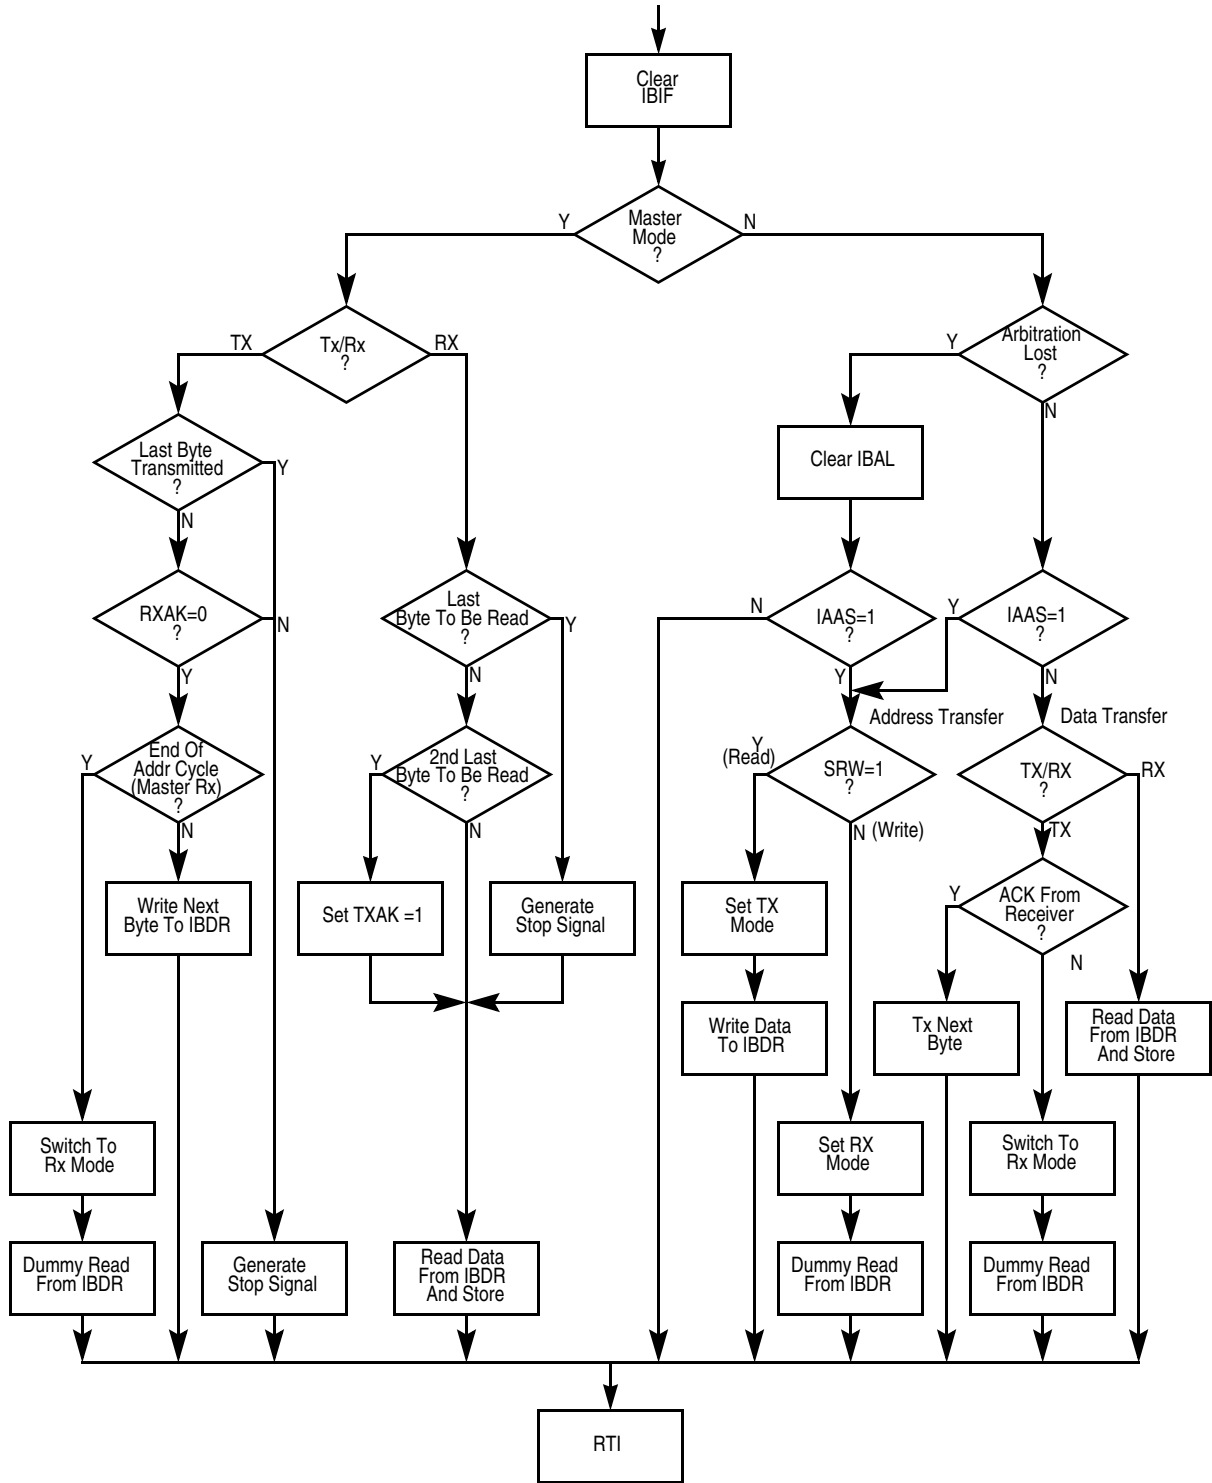 Clear
IBIF
Y
Master
Mode
?
N
TX
Tx/Rx
?
RX
Y
Arbitration
Lost
?
N
Last Byte
Transmitted
?
Y
N
Clear IBAL
RXAK=0
?
N
Y
Last
Byte To Be Read
?
Y
N
N
IAAS=1
?
Y
Y
IAAS=1
?
N
Address Transfer
Data Transfer
Y
End Of
Addr Cycle
(Master Rx)
?
N
Y
2nd Last
Byte To Be Read
?
N
Y
(Read)
SRW=1
?
N (Write)
TX/RX
?
RX
TX
Write Next
Byte To IBDR
Set TXAK =1
Generate
Stop Signal
Set TX
Mode
Y
ACK From
Receiver
?
N
Write Data
To IBDR
Tx Next
Byte
Read Data
From IBDR
And Store
Switch To
Rx Mode
Set RX
Mode
Switch To
Rx Mode
Dummy Read
From IBDR
Generate
Stop Signal
Read Data
From IBDR
And Store
Dummy Read
From IBDR
Dummy Read
From IBDR
RTI